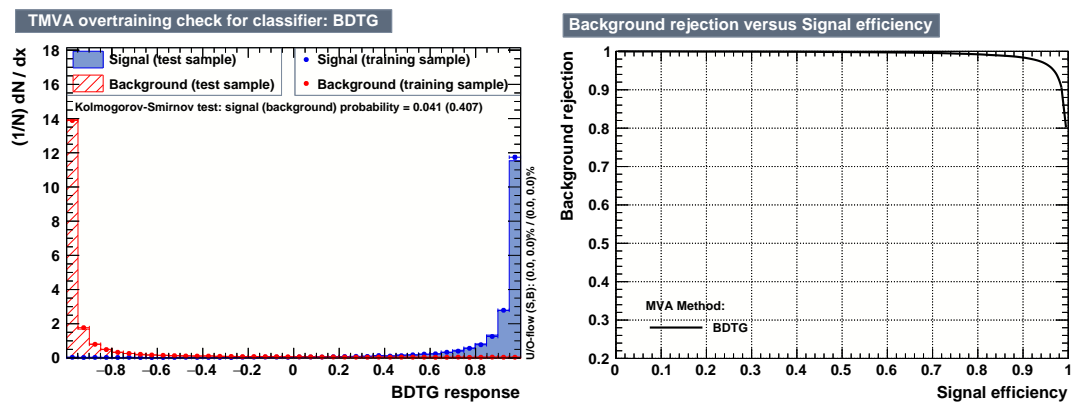 TMVA overtraining check for classifier: BDTG
(1/N) dN / dx
18
16
14
12
10
8
6
4
2
0
Signal (test sample)
Background (test sample)
Signal (training sample)
Background (training sample)
Kolmogorov-Smirnov test: signal (background) probability = 0.041 (0.407)
U/O-flow (S,B): (0.0, 0.0)% / (0.0, 0.0)%
−0.8 −0.6 −0.4 −0.2 0 0.2 0.4 0.6 0.8
BDTG response
Background rejection versus Signal efficiency
Background rejection
1
0.9
0.8
0.7
0.6
0.5
0.4
0.3
0.2
MVA Method:
BDTG
0 0.1 0.2 0.3 0.4 0.5 0.6 0.7 0.8 0.9 1
Signal efficiency